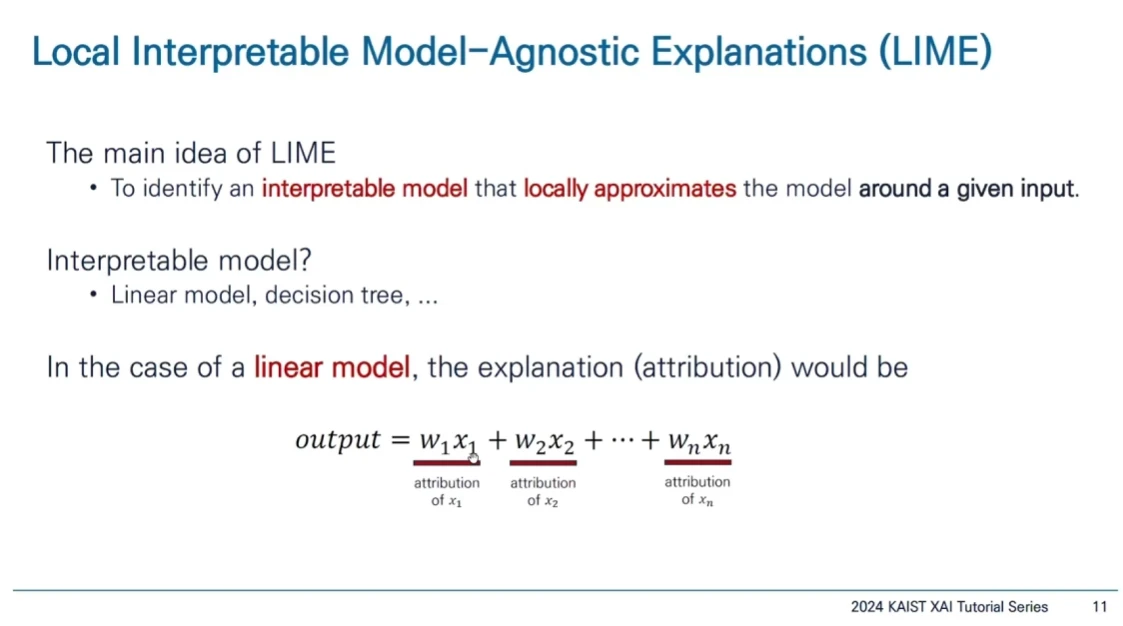 Local Interpretable Model-Agnostic Explanations (LIME)
The main idea of LIME
• To identify an interpretable model that locally approximates the model around a given input.
Interpretable model?
• Linear model, decision tree, ...
In the case of a linear model, the explanation (attribution) would be
output = w₁x₁ + w₂x₂ + ⋯ + wₙxₙ
attribution of x₁
attribution of x₂
attribution of xₙ
2024 KAIST XAI Tutorial Series 11